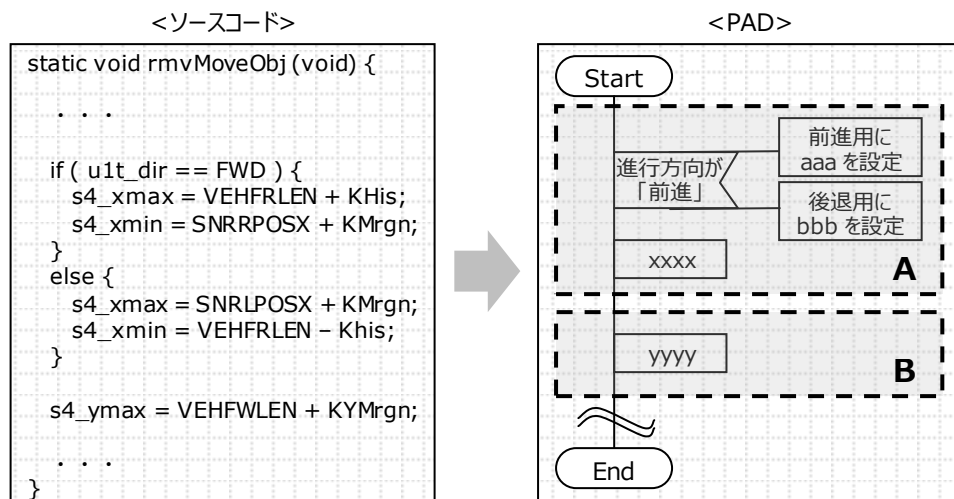 <ソースコード>
static void rmvMoveObj(void) {
. . .
if ( u1t_dir == FWD ) {
s4_xmax = VEHFRLEN + KHis;
s4_xmin = SNRRPOSX + KMrgn;
}
else {
s4_xmax = SNRLPOSX + KMrgn;
s4_xmin = VEHFRLEN – Khis;
}
s4_ymax = VEHFWLEN + KYMrgn;
. . .
}
<PAD>
Start
前進用に
aaa を設定
進行方向が
「前進」
後退用に
bbb を設定
xxxx
A
yyyy
B
End